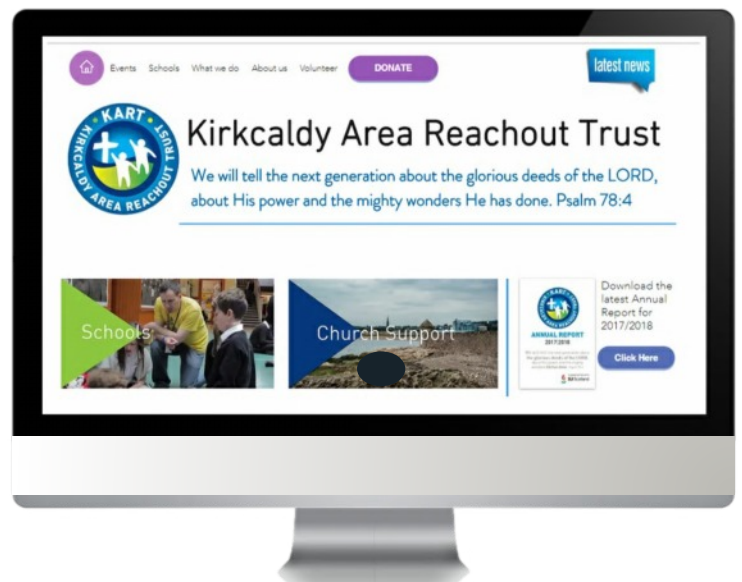 Events Schools What we do About us Volunteer DONATE
latest news
KART
KIRKCALDY AREA REACHOUT TRUST
Kirkcaldy Area Reachout Trust
We will tell the next generation about the glorious deeds of the LORD,
about His power and the mighty wonders He has done. Psalm 78:4
Schools
Church Support
ANNUAL REPORT
2017/2018
Download the
latest Annual
Report for
2017/2018
Click Here